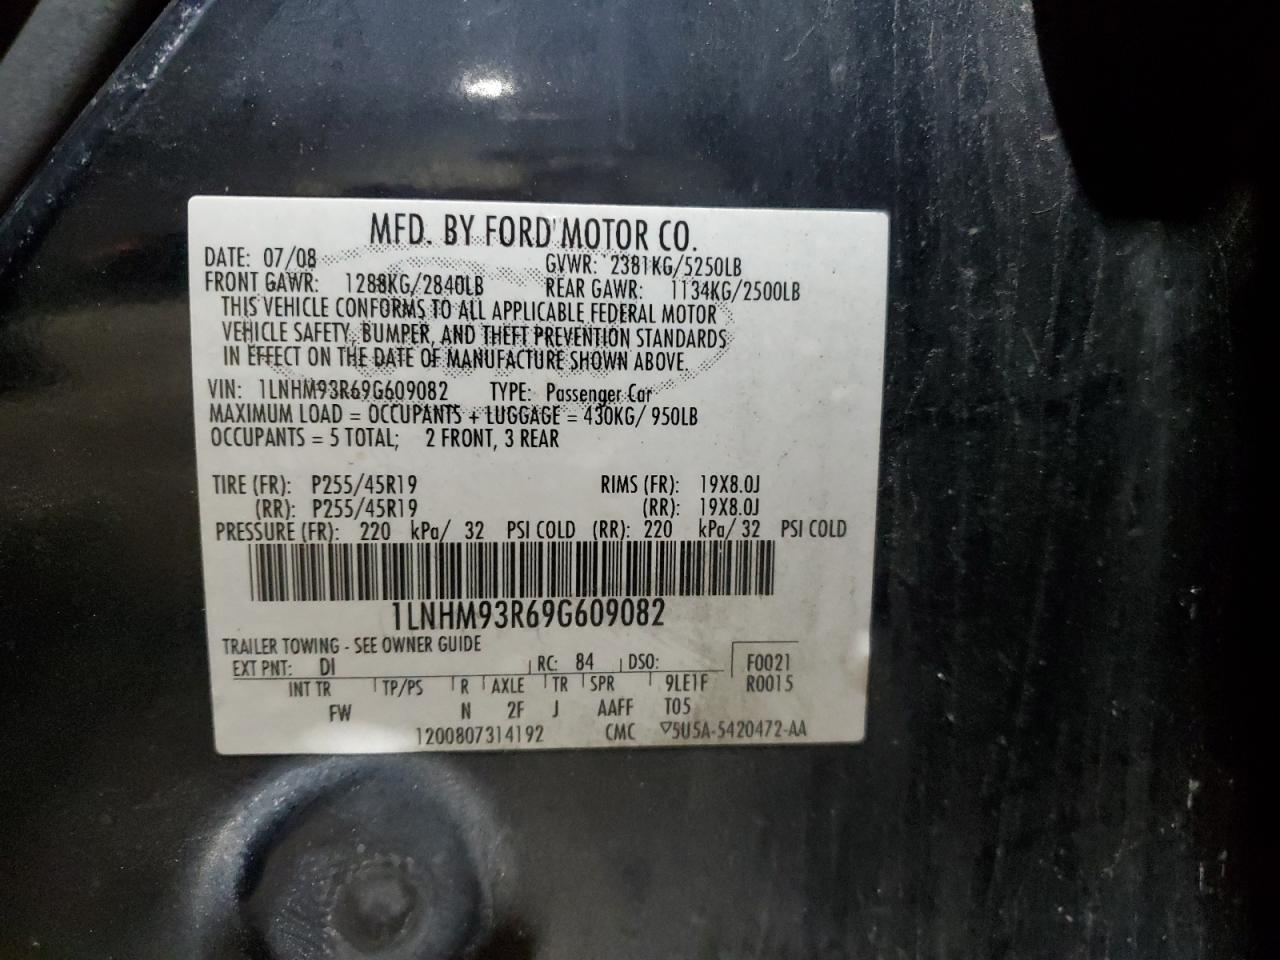 MFD. BY FORD MOTOR CO.
DATE: 07/08 GVWR: 2381KG/5250LB
FRONT GAWR: 1288KG/2840LB REAR GAWR: 1134KG/2500LB
THIS VEHICLE CONFORMS TO ALL APPLICABLE FEDERAL MOTOR
VEHICLE SAFETY, BUMPER, AND THEFT PREVENTION STANDARDS
IN EFFECT ON THE DATE OF MANUFACTURE SHOWN ABOVE.
VIN: 1LNHM93R69G609082 TYPE: Passenger Car
MAXIMUM LOAD = OCCUPANTS + LUGGAGE = 430KG/ 950LB
OCCUPANTS = 5 TOTAL; 2 FRONT, 3 REAR
TIRE (FR): P255/45R19 RIMS (FR): 19X8.0J
(RR): P255/45R19 (RR): 19X8.0J
PRESSURE (FR): 220 kPa/ 32 PSI COLD (RR): 220 kPa/ 32 PSI COLD
1LNHM93R69G609082
TRAILER TOWING - SEE OWNER GUIDE
EXT PNT: DI RC: 84 DSO: F0021
INT TR TP/PS R AXLE TR SPR 9LE1F R0015
FW N 2F J AAFF T05
1200807314192 CMC ▽5U5A-5420472-AA